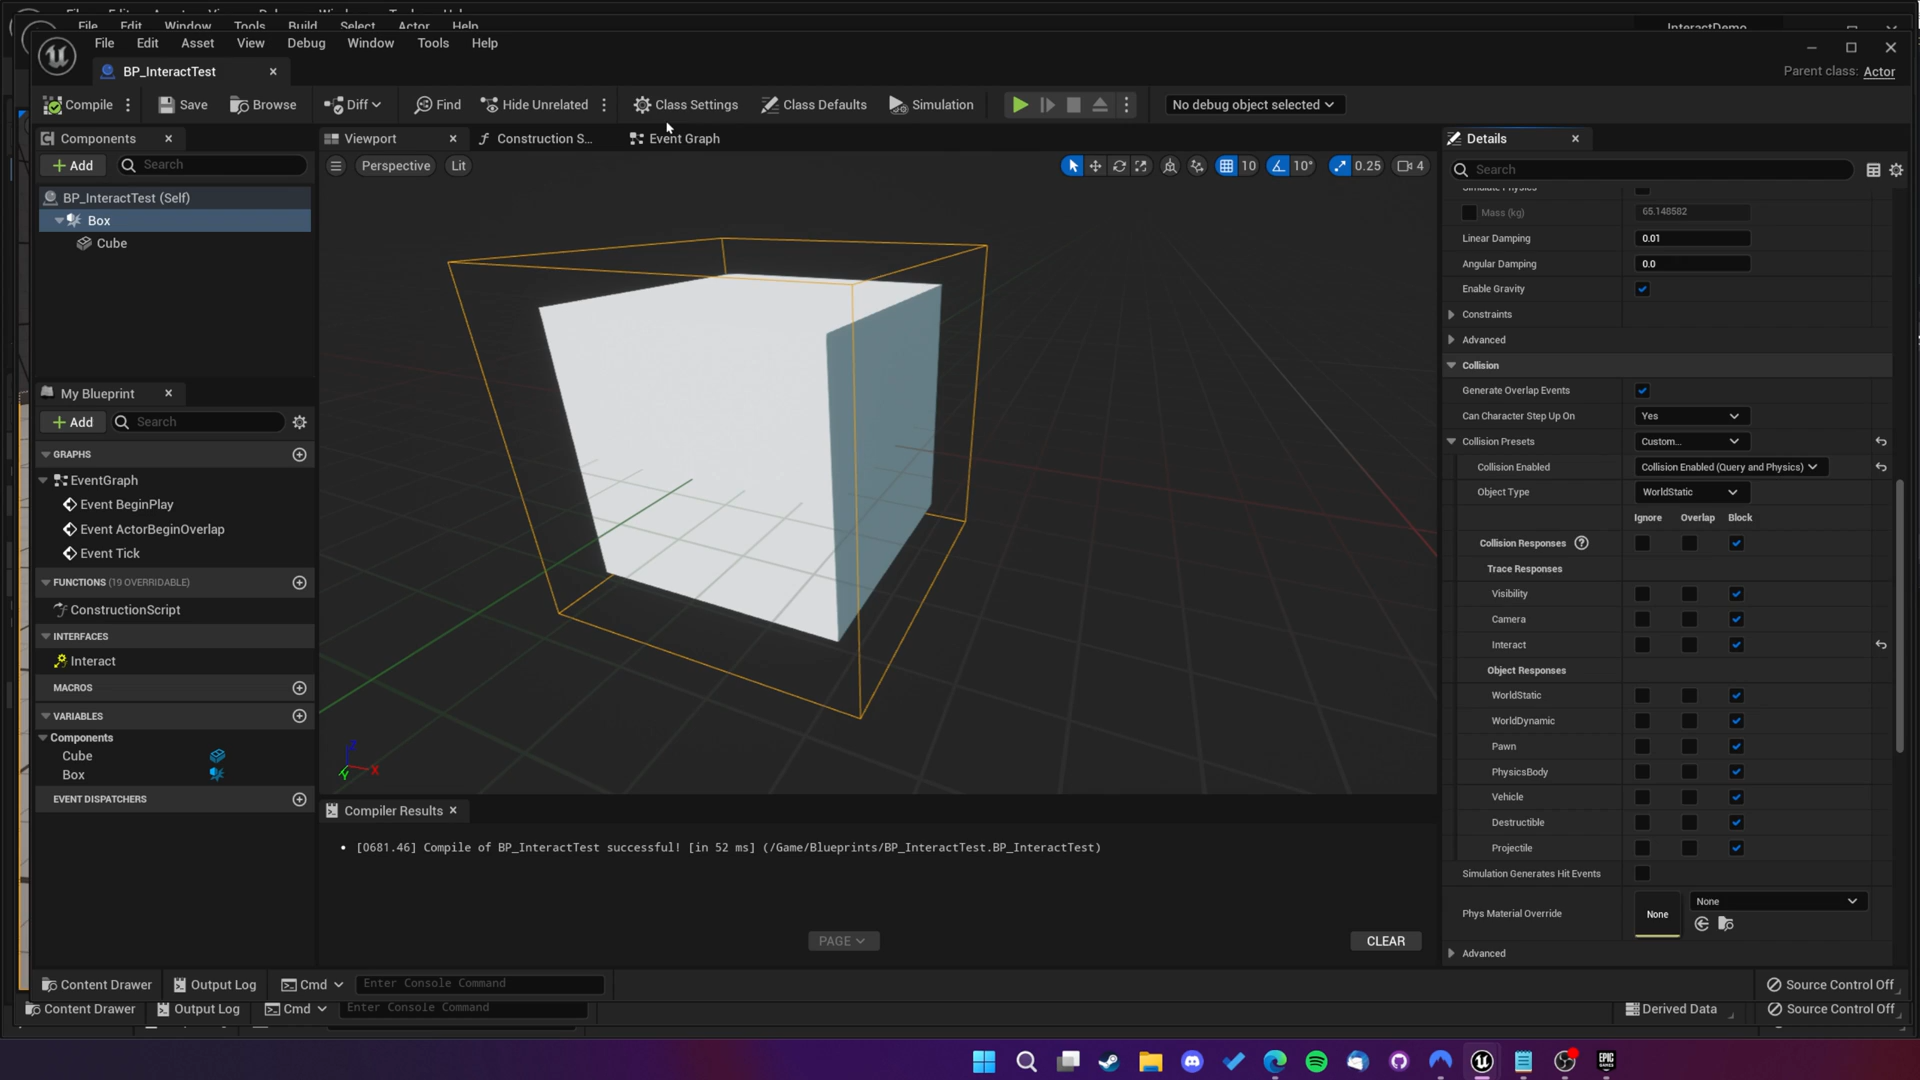 File Edit Window Tools Build Select Actor Help
InteractDemo
File Edit Asset View Debug Window Tools Help
BP_InteractTest
Parent class: Actor
Compile Save Browse Diff Find Hide Unrelated Class Settings Class Defaults Simulation No debug object selected
Components
Add Search
BP_InteractTest (Self)
Box
Cube
My Blueprint
Add Search
GRAPHS
EventGraph
Event BeginPlay
Event ActorBeginOverlap
Event Tick
FUNCTIONS (19 OVERRIDABLE)
ConstructionScript
INTERFACES
Interact
MACROS
VARIABLES
Components
Cube
Box
EVENT DISPATCHERS
Viewport Construction S... Event Graph
Perspective Lit 10 10° 0.25 4
Z
Y X
Compiler Results
[0681.46] Compile of BP_InteractTest successful! [in 52 ms] (/Game/Blueprints/BP_InteractTest.BP_InteractTest)
PAGE CLEAR
Details
Search
Simulate Physics
Mass (kg) 65.148582
Linear Damping 0.01
Angular Damping 0.0
Enable Gravity
Constraints
Advanced
Collision
Generate Overlap Events
Can Character Step Up On Yes
Collision Presets Custom...
Collision Enabled Collision Enabled (Query and Physics)
Object Type WorldStatic
Ignore Overlap Block
Collision Responses ?
Trace Responses
Visibility
Camera
Interact
Object Responses
WorldStatic
WorldDynamic
Pawn
PhysicsBody
Vehicle
Destructible
Projectile
Simulation Generates Hit Events
Phys Material Override None None
Advanced
Content Drawer Output Log Cmd Enter Console Command Source Control Off
Content Drawer Output Log Cmd Enter Console Command Derived Data Source Control Off
EPIC GAMES